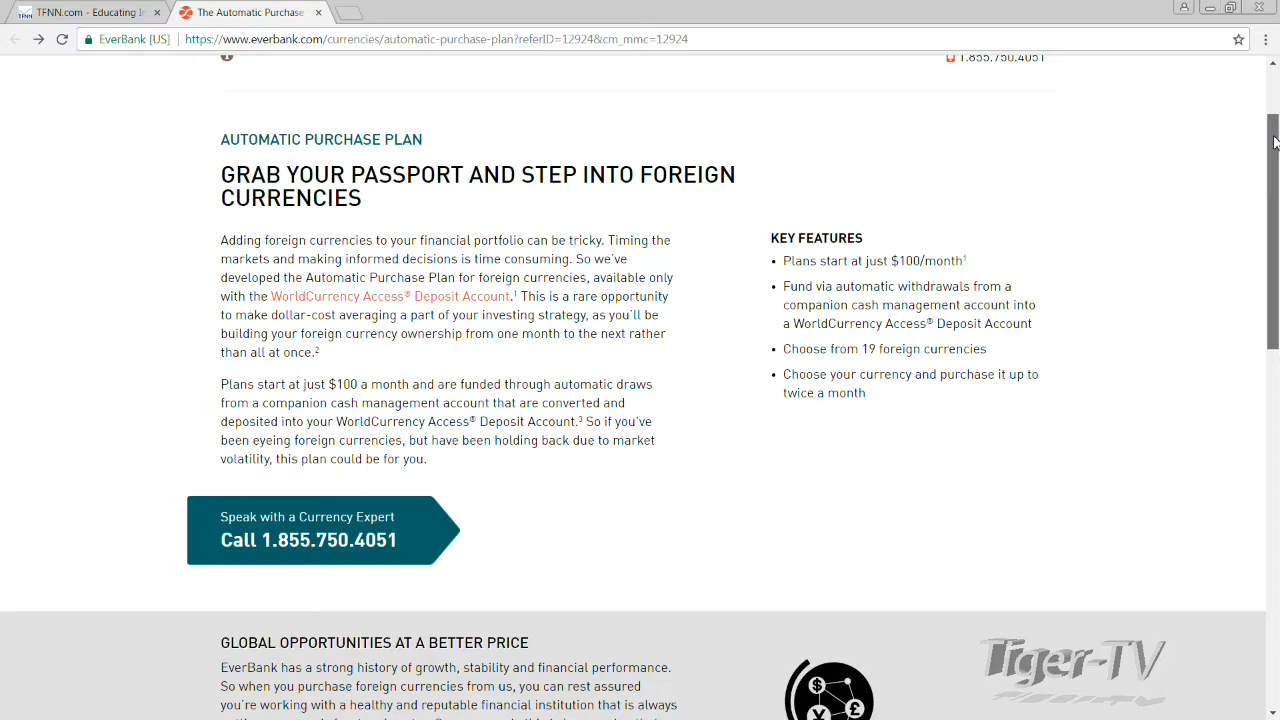 TFNN.com - Educating In
The Automatic Purchase
EverBank [US]
https://www.everbank.com/currencies/automatic-purchase-plan?referID=12924&cm_mmc=12924
1.855.750.4051
AUTOMATIC PURCHASE PLAN
GRAB YOUR PASSPORT AND STEP INTO FOREIGN
CURRENCIES
Adding foreign currencies to your financial portfolio can be tricky. Timing the
markets and making informed decisions is time consuming. So we've
developed the Automatic Purchase Plan for foreign currencies, available only
with the WorldCurrency Access® Deposit Account.¹ This is a rare opportunity
to make dollar-cost averaging a part of your investing strategy, as you'll be
building your foreign currency ownership from one month to the next rather
than all at once.²
Plans start at just $100 a month and are funded through automatic draws
from a companion cash management account that are converted and
deposited into your WorldCurrency Access® Deposit Account.³ So if you've
been eyeing foreign currencies, but have been holding back due to market
volatility, this plan could be for you.
KEY FEATURES
• Plans start at just $100/month¹
• Fund via automatic withdrawals from a
companion cash management account into
a WorldCurrency Access® Deposit Account
• Choose from 19 foreign currencies
• Choose your currency and purchase it up to
twice a month
Speak with a Currency Expert
Call 1.855.750.4051
GLOBAL OPPORTUNITIES AT A BETTER PRICE
EverBank has a strong history of growth, stability and financial performance.
So when you purchase foreign currencies from us, you can rest assured
you're working with a healthy and reputable financial institution that is always
$
¥
£
Tiger-TV